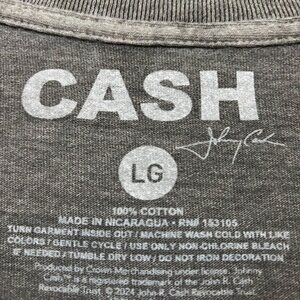 CASH
Johnny Cash
LG
100% COTTON
MADE IN NICARAGUA • RN# 153105
TURN GARMENT INSIDE OUT / MACHINE WASH COLD WITH LIKE
COLORS / GENTLE CYCLE / USE ONLY NON-CHLORINE BLEACH
IF NEEDED / TUMBLE DRY LOW / DO NOT IRON DECORATION
Produced by Crown Merchandising under license. Johnny
Cash™ is a registered trademark of the John R. Cash
Revocable Trust. © 2024 John R. Cash Revocable Trust.